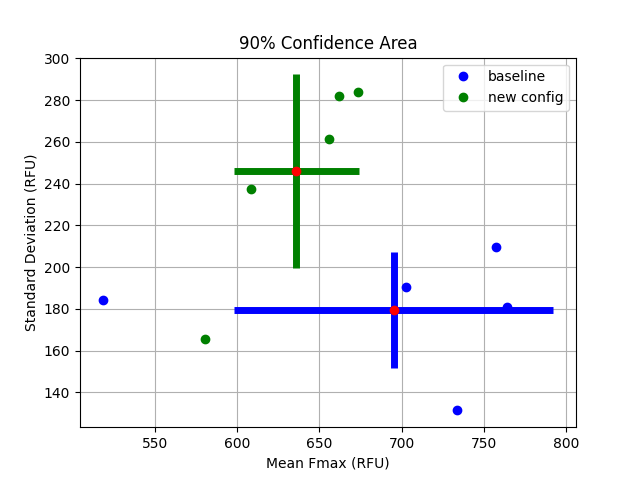 90% Confidence Area
baseline
new config
Standard Deviation (RFU)
300
280
260
240
220
200
180
160
140
550 600 650 700 750 800
Mean Fmax (RFU)